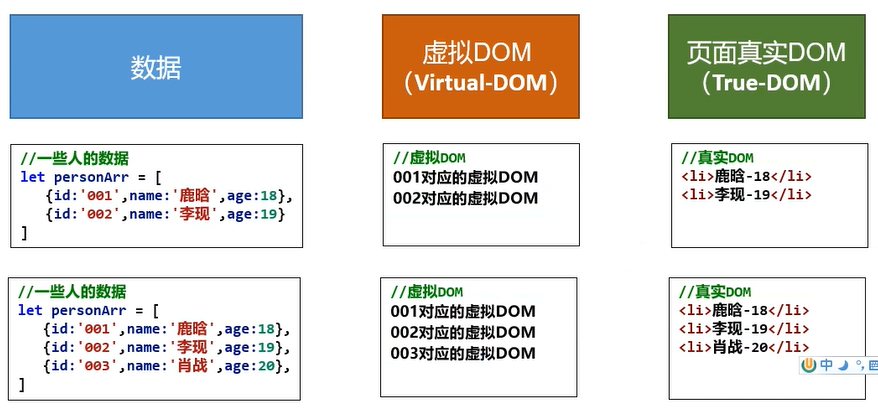 数据
虚拟DOM
（Virtual-DOM）
页面真实DOM
（True-DOM）
//一些人的数据
let personArr = [
{id:'001',name:'鹿晗',age:18},
{id:'002',name:'李现',age:19}
]
//虚拟DOM
001对应的虚拟DOM
002对应的虚拟DOM
//真实DOM
<li>鹿晗-18</li>
<li>李现-19</li>
//一些人的数据
let personArr = [
{id:'001',name:'鹿晗',age:18},
{id:'002',name:'李现',age:19},
{id:'003',name:'肖战',age:20},
]
//虚拟DOM
001对应的虚拟DOM
002对应的虚拟DOM
003对应的虚拟DOM
//真实DOM
<li>鹿晗-18</li>
<li>李现-19</li>
<li>肖战-20</li>
中